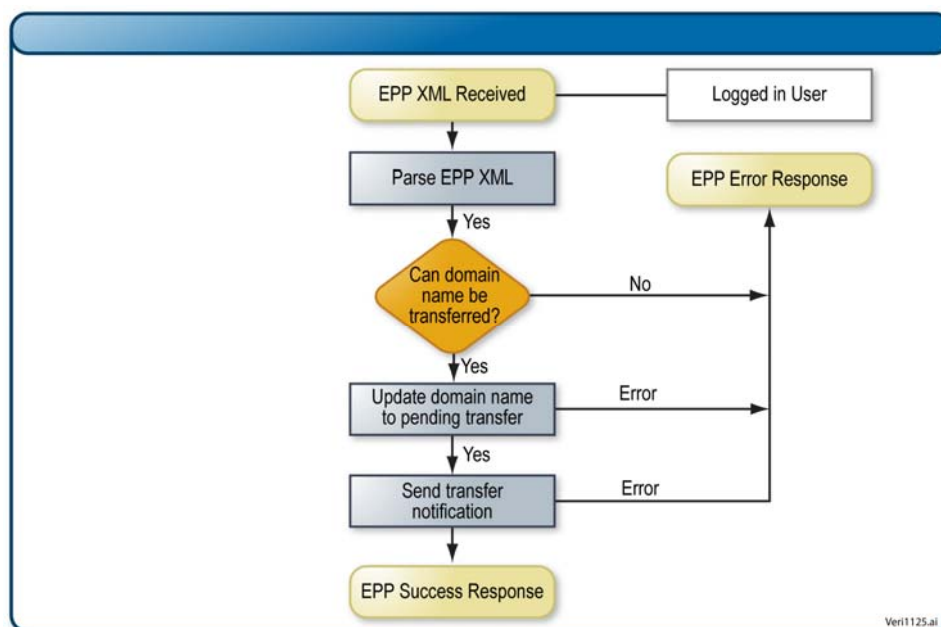 EPP XML Received
Logged in User
Parse EPP XML
EPP Error Response
Yes
Can domain
name be
transferred?
No
Yes
Update domain name
to pending transfer
Error
Yes
Send transfer
notification
Error
EPP Success Response
Veri1125.ai